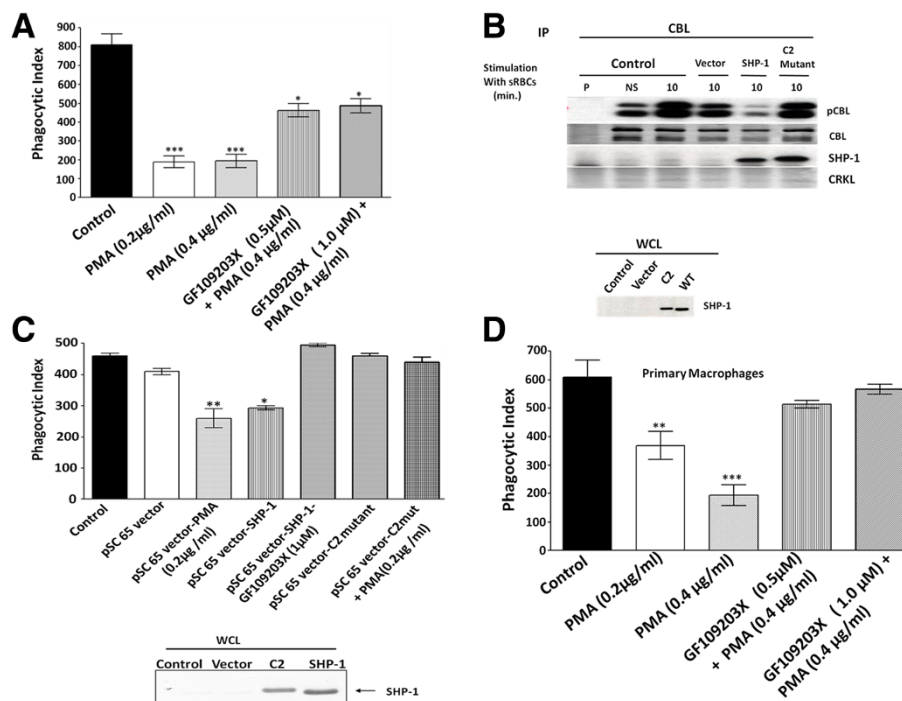 A
Phagocytic Index
900
800
700
600
500
400
300
200
100
0
***
***
*
*
Control
PMA (0.2µg/ml)
PMA (0.4 µg/ml)
GF109203X (0.5µM)
+ PMA (0.4 µg/ml)
GF109203X ( 1.0 µM) +
PMA (0.4 µg/ml)
B
IP
CBL
Stimulation
With sRBCs
(min.)
Control
Vector
SHP-1
C2
Mutant
P
NS
10
10
10
10
pCBL
CBL
SHP-1
CRKL
WCL
Control
Vector
C2
WT
SHP-1
C
Phagocytic Index
500
400
300
200
100
0
**
*
Control
pSC 65 vector
pSC 65 vector-PMA
(0.2µg /ml)
pSC 65 vector-SHP-1
pSC 65 vector-SHP-1-
GF109203X (1µM)
pSC 65 vector-C2 mutant
pSC 65 vector-C2mut
+ PMA(0.2µg/ml)
WCL
Control
Vector
C2
SHP-1
SHP-1
D
Primary Macrophages
Phagocytic Index
700
600
500
400
300
200
100
0
**
***
Control
PMA (0.2µg/ml)
PMA (0.4 µg/ml)
GF109203X (0.5µM)
+ PMA (0.4 µg/ml)
GF109203X ( 1.0 µM) +
PMA (0.4 µg/ml)